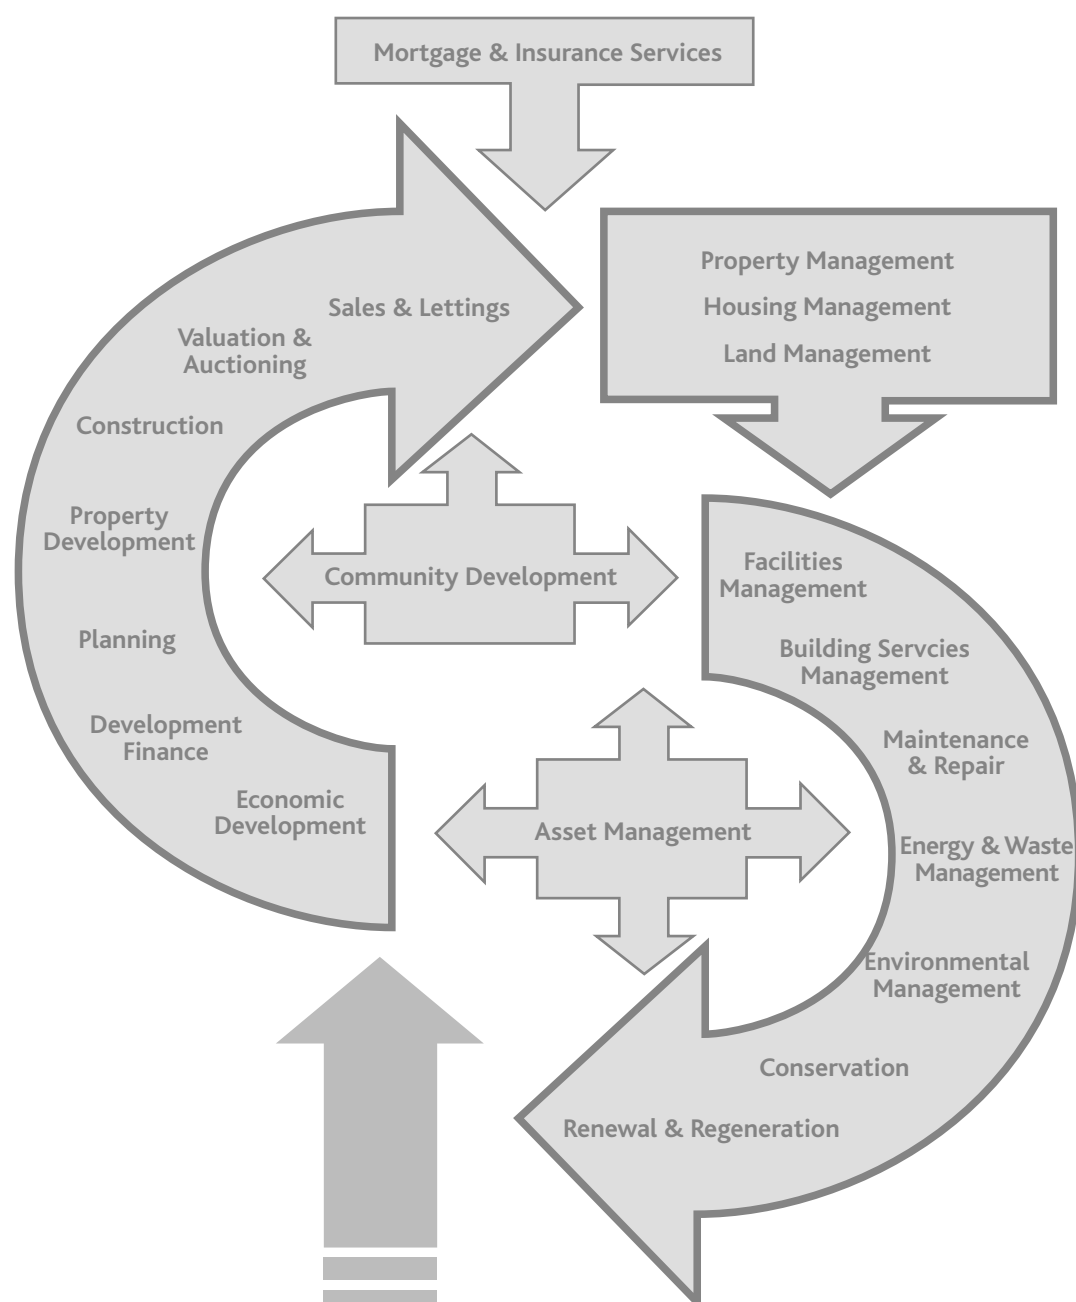 Mortgage & Insurance Services
Property Management
Housing Management
Land Management
Sales & Lettings
Valuation &
Auctioning
Construction
Property
Development
Planning
Development
Finance
Economic
Development
Community Development
Facilities
Management
Building Servcies
Management
Maintenance
& Repair
Asset Management
Energy & Waste
Management
Environmental
Management
Conservation
Renewal & Regeneration